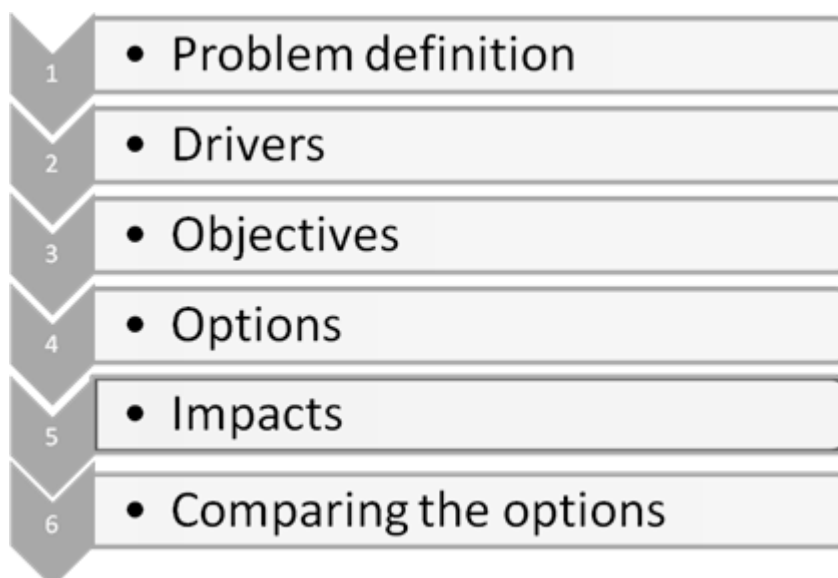 1 • Problem definition
2 • Drivers
3 • Objectives
4 • Options
5 • Impacts
6 • Comparing the options